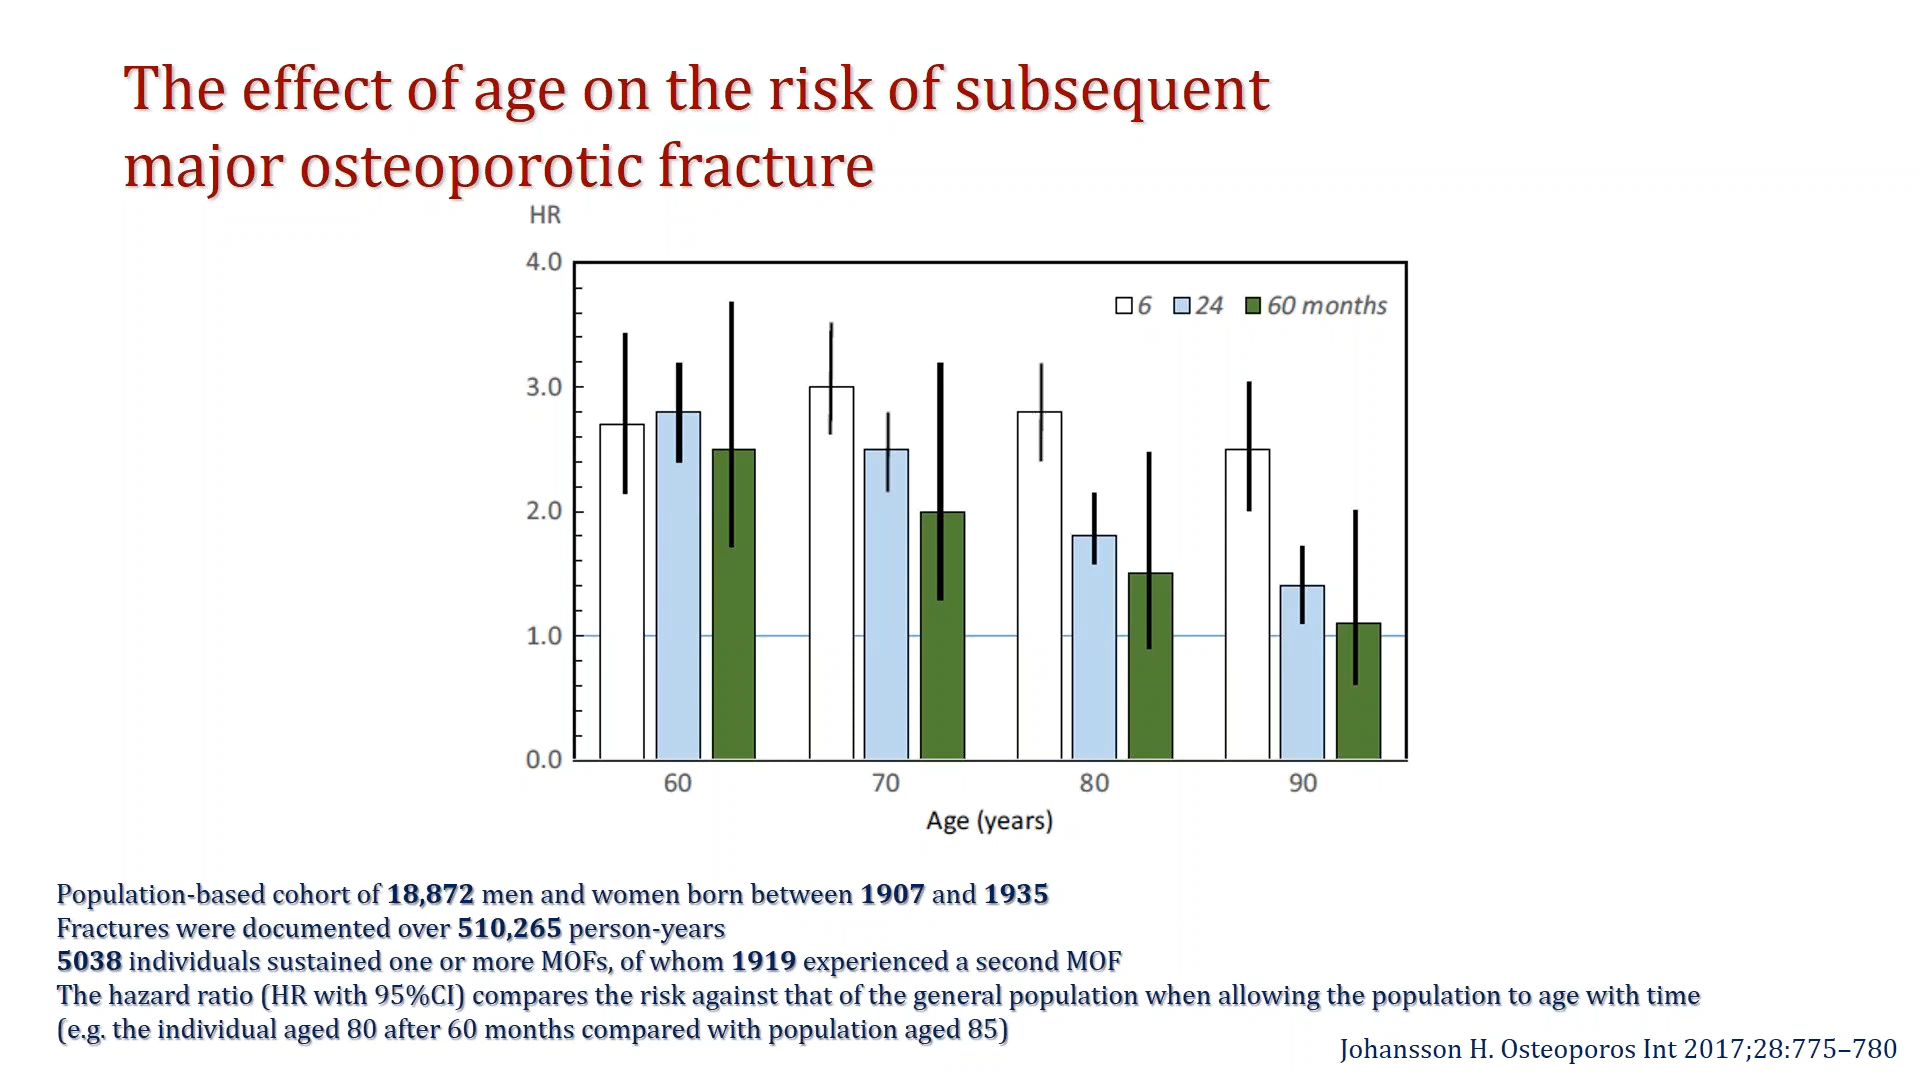 The effect of age on the risk of subsequent
major osteoporotic fracture
HR
4.0
3.0
2.0
1.0
0.0
6 24 60 months
60 70 80 90
Age (years)
Population-based cohort of 18,872 men and women born between 1907 and 1935
Fractures were documented over 510,265 person-years
5038 individuals sustained one or more MOFs, of whom 1919 experienced a second MOF
The hazard ratio (HR with 95%CI) compares the risk against that of the general population when allowing the population to age with time
(e.g. the individual aged 80 after 60 months compared with population aged 85)
Johansson H. Osteoporos Int 2017;28:775–780